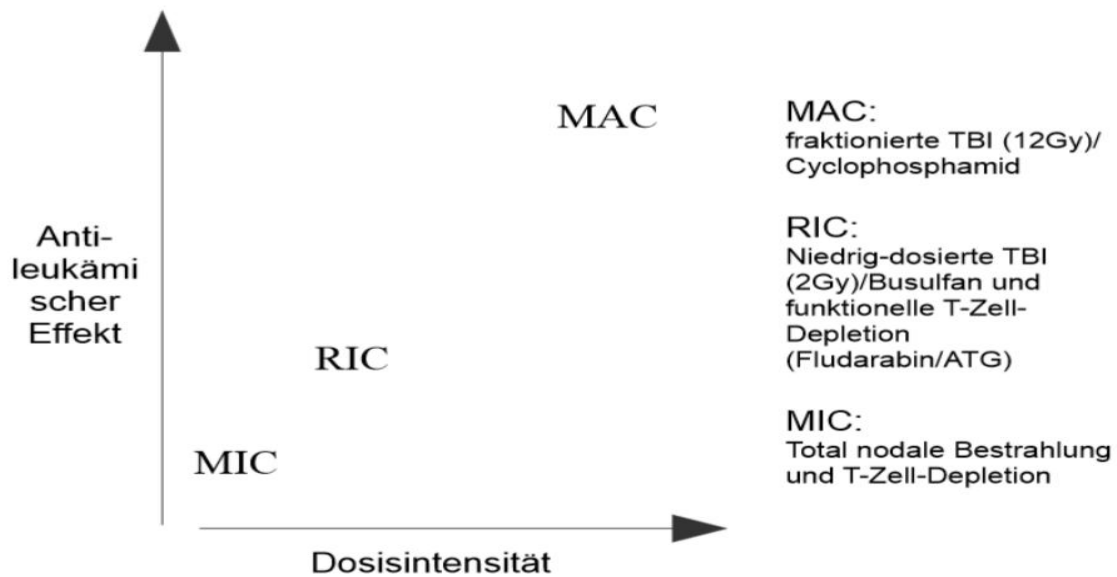 MAC
Anti-
leukämi
scher
Effekt
RIC
MIC
Dosisintensität
MAC:
fraktionierte TBI (12Gy)/
Cyclophosphamid
RIC:
Niedrig-dosierte TBI
(2Gy)/Busulfan und
funktionelle T-Zell-
Depletion
(Fludarabin/ATG)
MIC:
Total nodale Bestrahlung
und T-Zell-Depletion